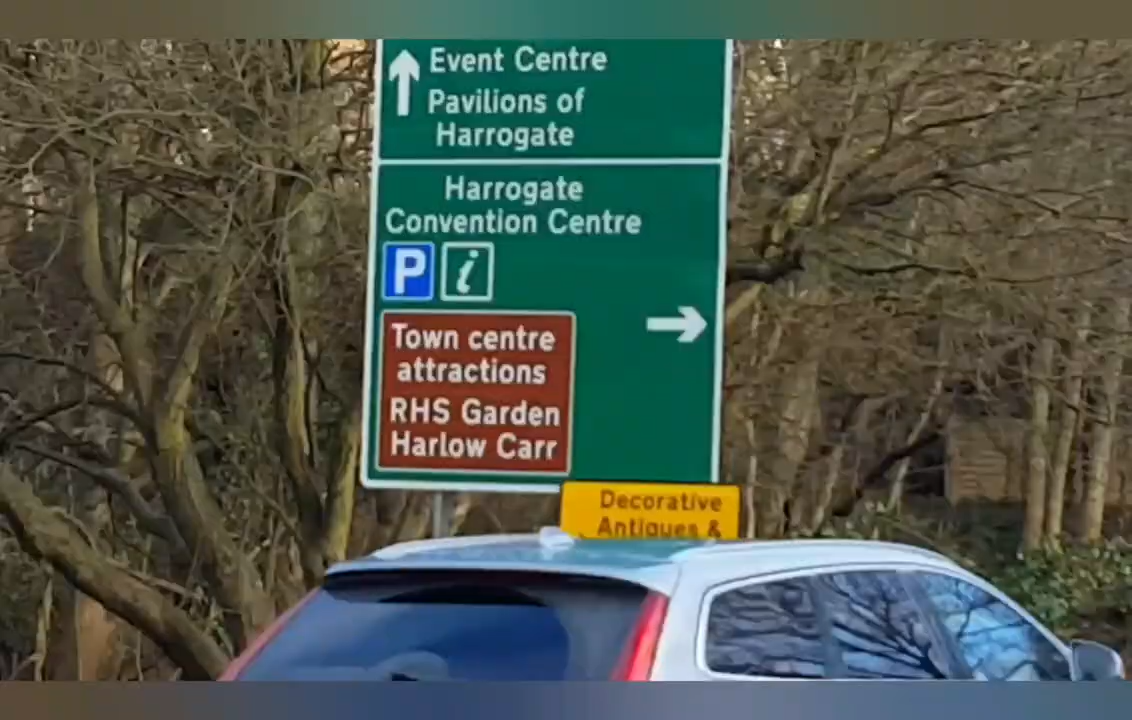 Event Centre
Pavilions of
Harrogate
Harrogate
Convention Centre
P i
Town centre
attractions
RHS Garden
Harlow Carr
Decorative
Antiques &